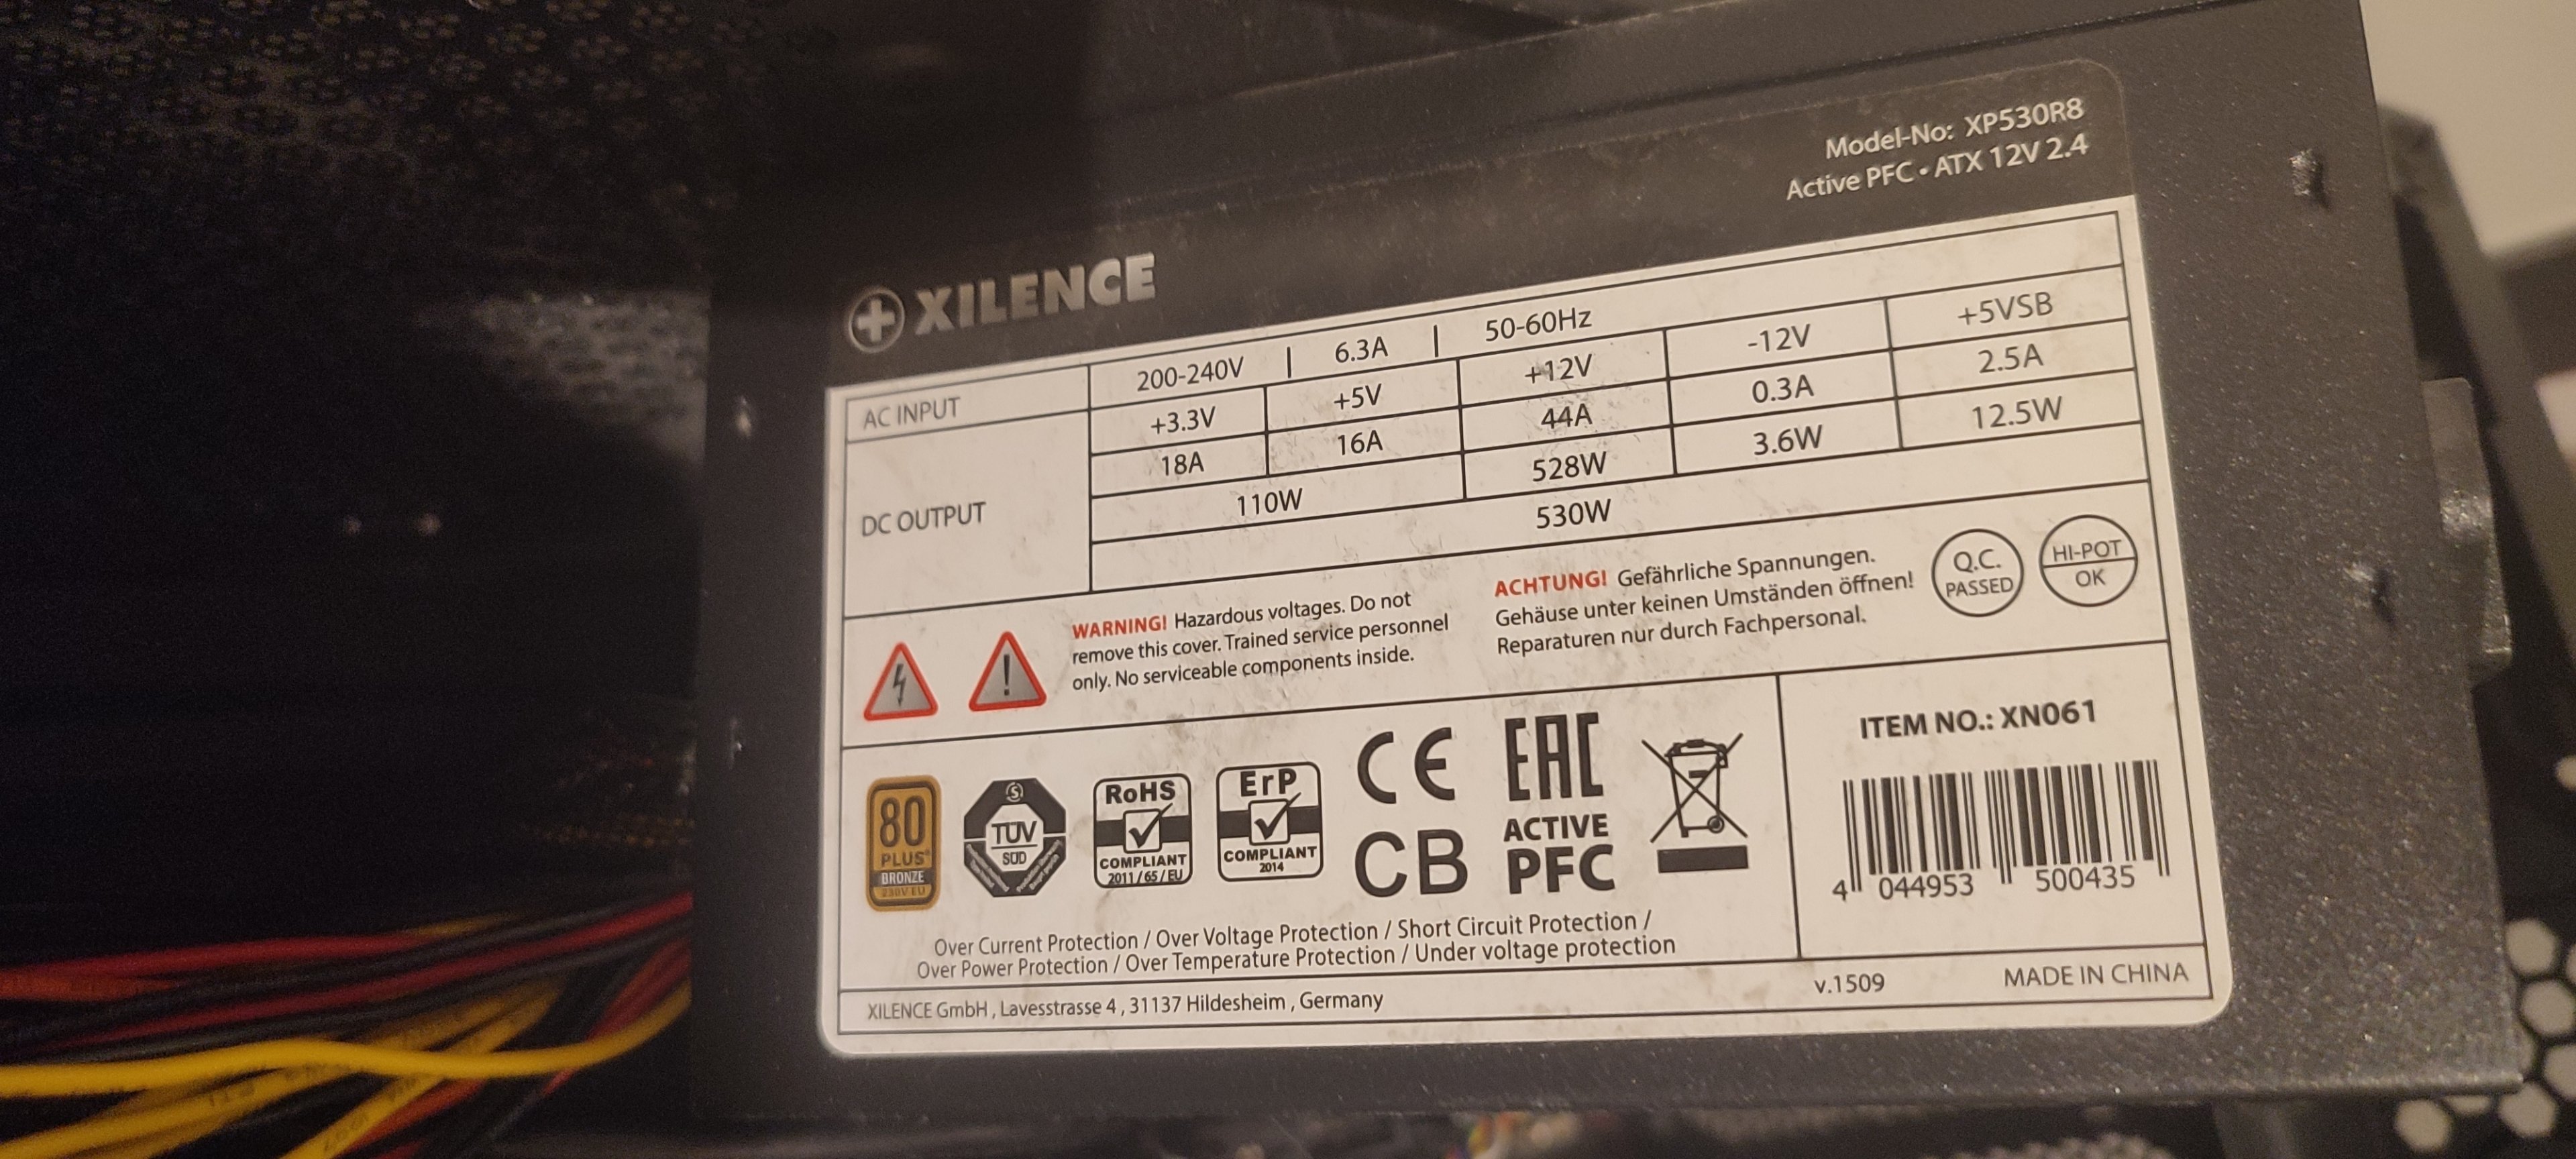 Model-No: XP530R8
Active PFC • ATX 12V 2.4
XILENCE
AC INPUT 200-240V | 6.3A | 50-60Hz
DC OUTPUT
+3.3V +5V +12V -12V +5VSB
18A 16A 44A 0.3A 2.5A
110W 528W 3.6W 12.5W
530W
WARNING! Hazardous voltages. Do not
remove this cover. Trained service personnel
only. No serviceable components inside.
ACHTUNG! Gefährliche Spannungen.
Gehäuse unter keinen Umständen öffnen!
Reparaturen nur durch Fachpersonal.
Q.C.
PASSED
HI-POT
OK
80
PLUS
BRONZE
230V EU
TÜV
SÜD
RoHS
COMPLIANT
2011/65/EU
ErP
COMPLIANT
2014
CE
CB
EAC
ACTIVE
PFC
ITEM NO.: XN061
4 044953 500435
Over Current Protection / Over Voltage Protection / Short Circuit Protection /
Over Power Protection / Over Temperature Protection / Under voltage protection
XILENCE GmbH , Lavesstrasse 4 , 31137 Hildesheim , Germany
v.1509
MADE IN CHINA